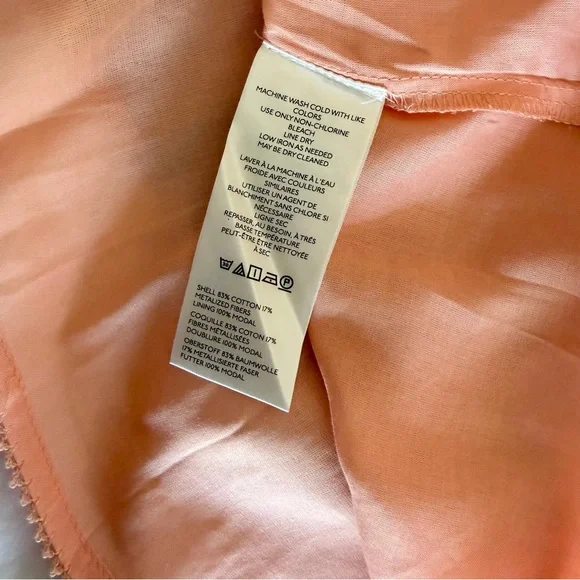 MACHINE WASH COLD WITH LIKE
COLORS
USE ONLY NON-CHLORINE
BLEACH
LINE DRY
LOW IRON AS NEEDED
MAY BE DRY CLEANED
LAVER À LA MACHINE À L'EAU
FROIDE AVEC COULEURS
SIMILAIRES
UTILISER UN AGENT DE
BLANCHIMENT SANS CHLORE SI
NÉCESSAIRE
LIGNE SEC
REPASSER, AU BESOIN, À TRÈS
BASSE TEMPÉRATURE
PEUT-ÊTRE ÊTRE NETTOYÉE
À SEC
SHELL 83% COTTON 17%
METALIZED FIBERS
LINING 100% MODAL
COQUILLE 83% COTON 17%
FIBRES MÉTALLISÉES
DOUBLURE 100% MODAL
OBERSTOFF 83% BAUMWOLLE
17% METALLISIERTE FASER
FUTTER 100% MODAL